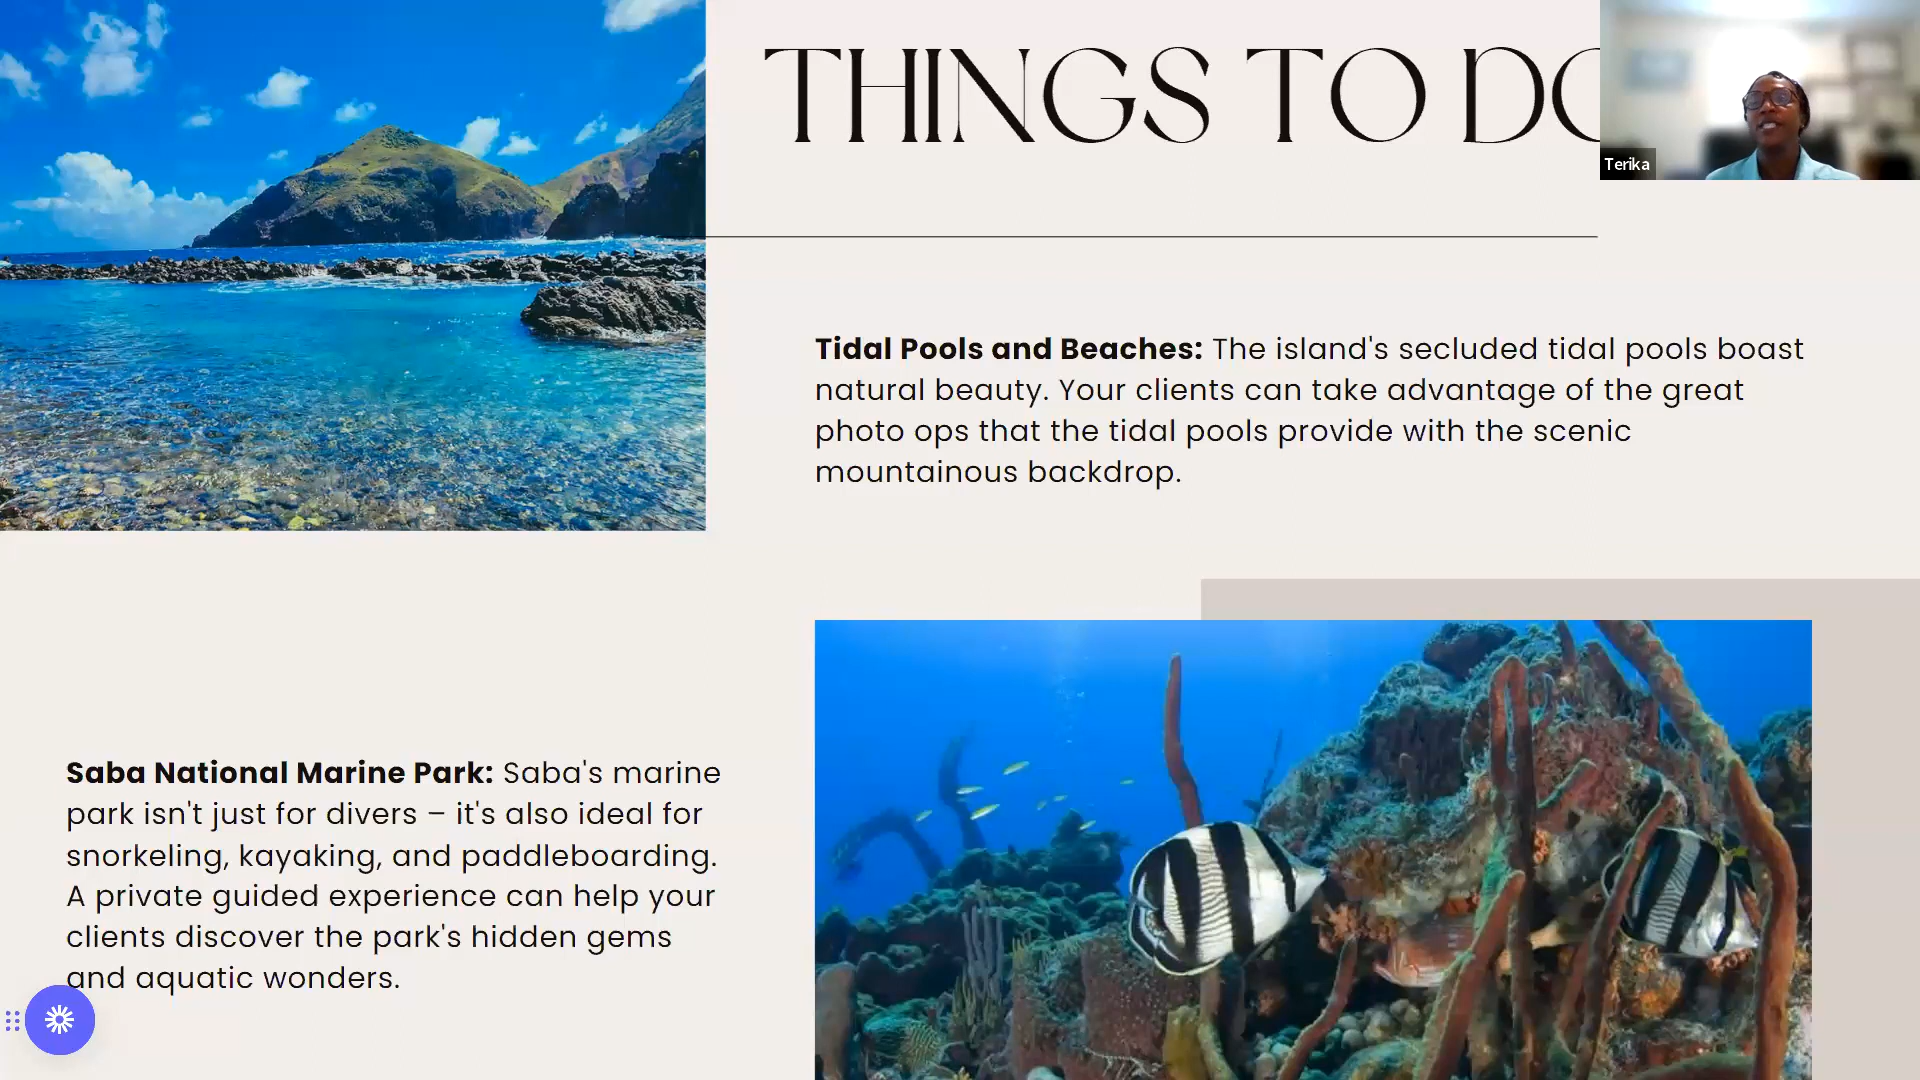 THINGS TO DO
Terika
Tidal Pools and Beaches: The island's secluded tidal pools boast
natural beauty. Your clients can take advantage of the great
photo ops that the tidal pools provide with the scenic
mountainous backdrop.
Saba National Marine Park: Saba's marine
park isn't just for divers – it's also ideal for
snorkeling, kayaking, and paddleboarding.
A private guided experience can help your
clients discover the park's hidden gems
and aquatic wonders.